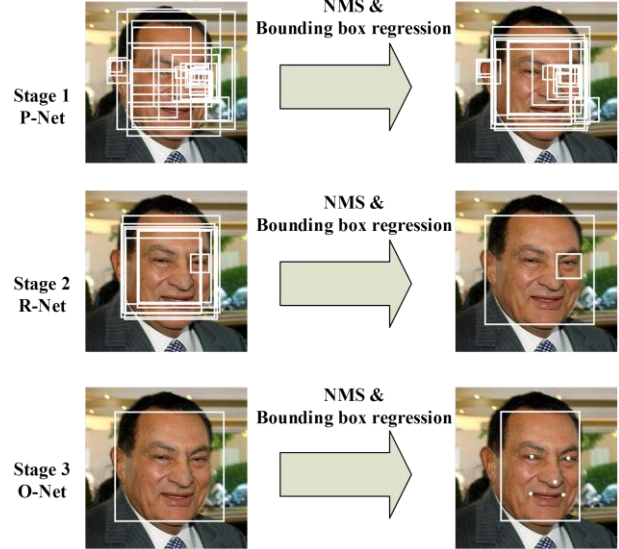 NMS &
Bounding box regression
Stage 1
P-Net
NMS &
Bounding box regression
Stage 2
R-Net
NMS &
Bounding box regression
Stage 3
O-Net